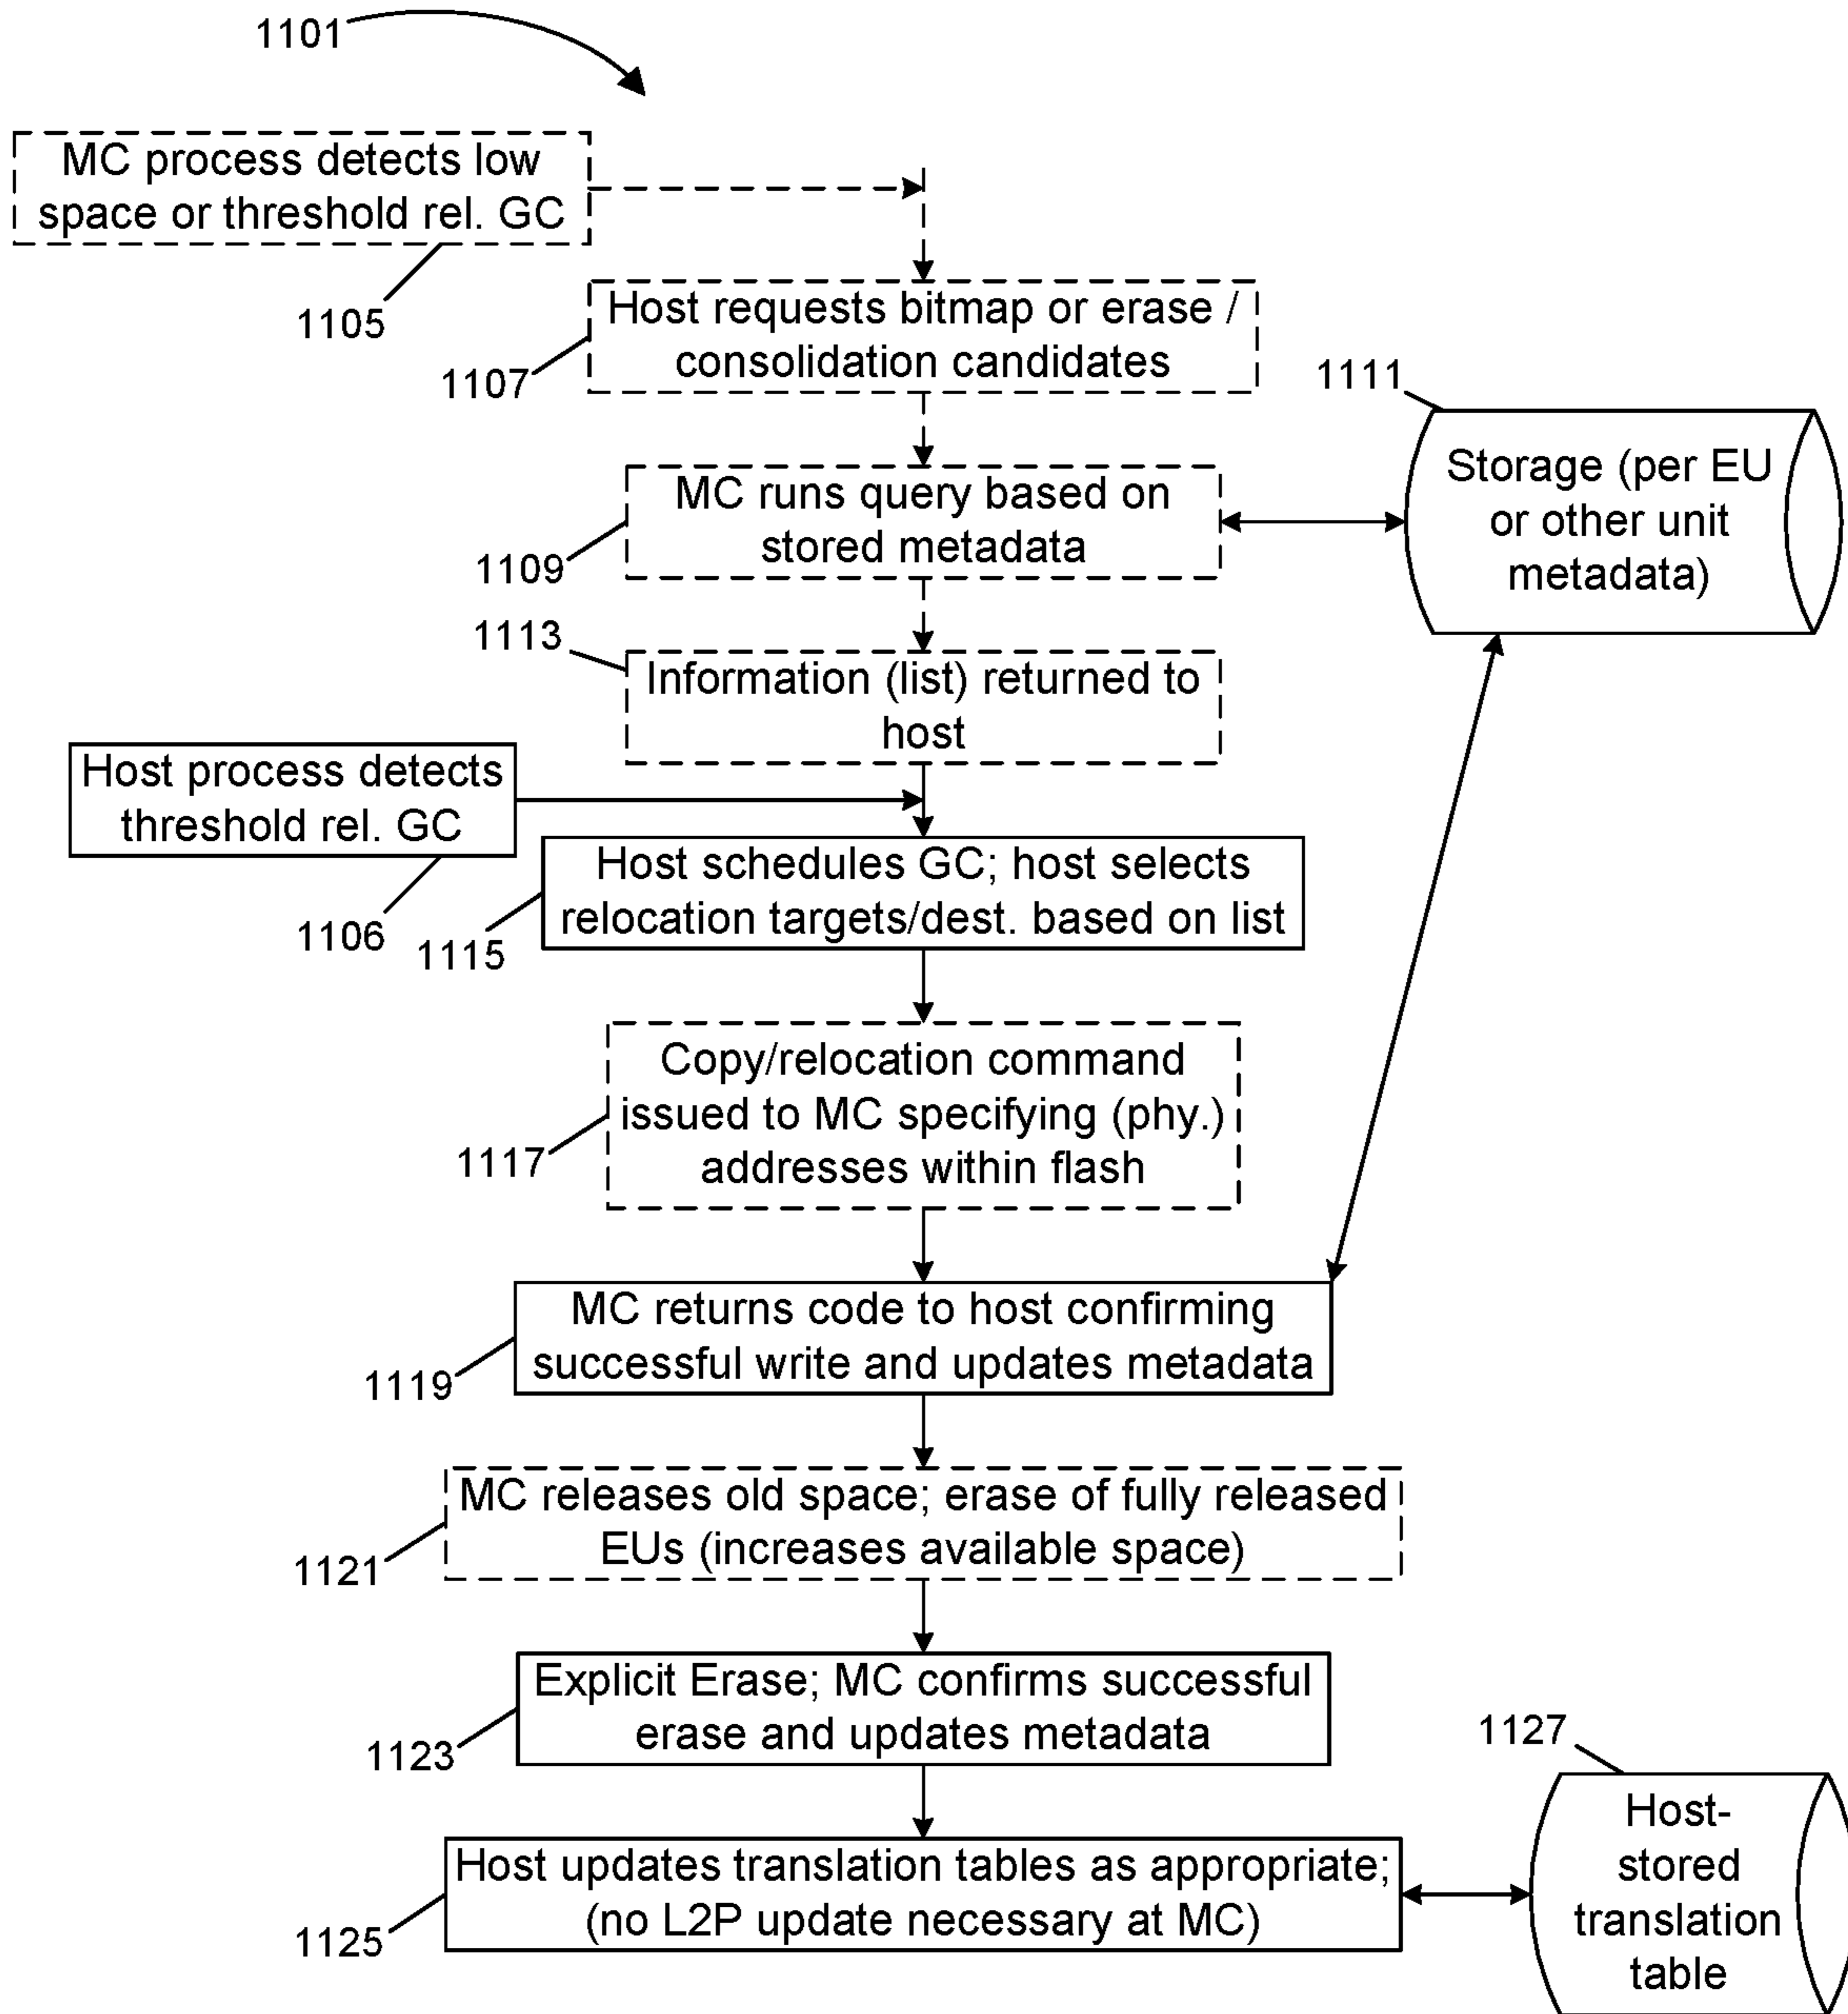 1101
MC process detects low
space or threshold rel. GC
1105
Host requests bitmap or erase /
consolidation candidates
1107
1111
Storage (per EU
or other unit
metadata)
MC runs query based on
stored metadata
1109
1113
Information (list) returned to
host
Host process detects
threshold rel. GC
1106
Host schedules GC; host selects
relocation targets/dest. based on list
1115
Copy/relocation command
issued to MC specifying (phy.)
addresses within flash
1117
MC returns code to host confirming
successful write and updates metadata
1119
MC releases old space; erase of fully released
EUs (increases available space)
1121
Explicit Erase; MC confirms successful
erase and updates metadata
1123
1127
Host-
stored
translation
table
Host updates translation tables as appropriate;
(no L2P update necessary at MC)
1125